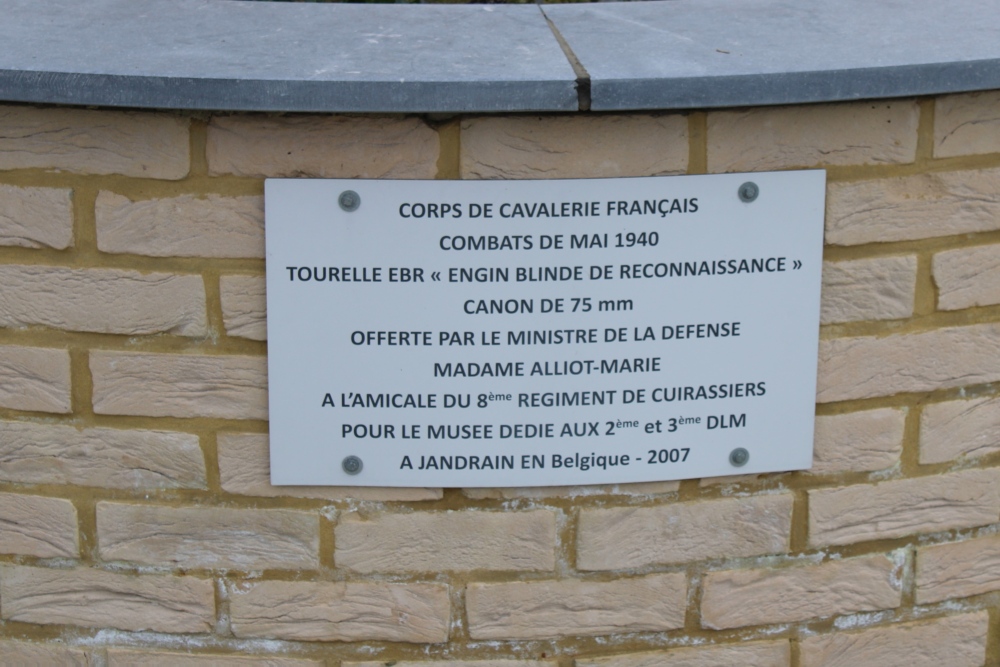 CORPS DE CAVALERIE FRANÇAIS
COMBATS DE MAI 1940
TOURELLE EBR « ENGIN BLINDE DE RECONNAISSANCE »
CANON DE 75 mm
OFFERTE PAR LE MINISTRE DE LA DEFENSE
MADAME ALLIOT-MARIE
A L’AMICALE DU 8ème REGIMENT DE CUIRASSIERS
POUR LE MUSEE DEDIE AUX 2ème et 3ème DLM
A JANDRAIN EN Belgique - 2007